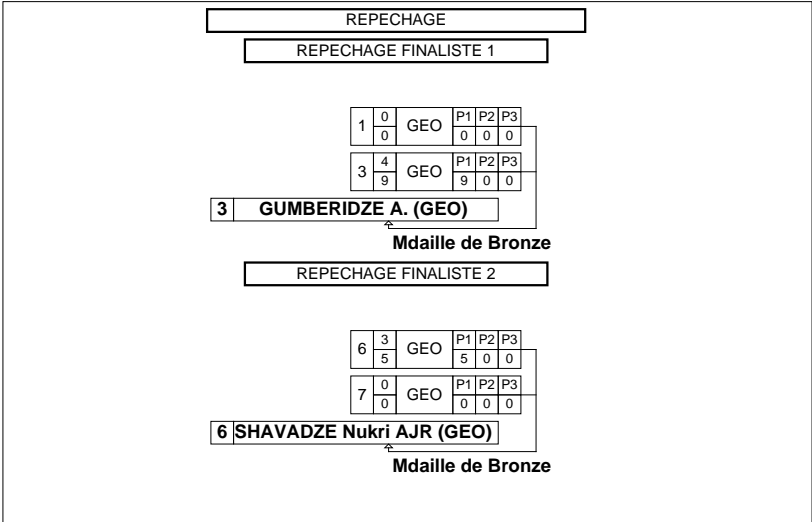 REPECHAGE
REPECHAGE FINALISTE 1
1 0 GEO P1 P2 P3
0 0 0 0
3 4 GEO P1 P2 P3
9 9 0 0
3 GUMBERIDZE A. (GEO)
Mdaille de Bronze
REPECHAGE FINALISTE 2
6 3 GEO P1 P2 P3
5 5 0 0
7 0 GEO P1 P2 P3
0 0 0 0
6 SHAVADZE Nukri AJR (GEO)
Mdaille de Bronze